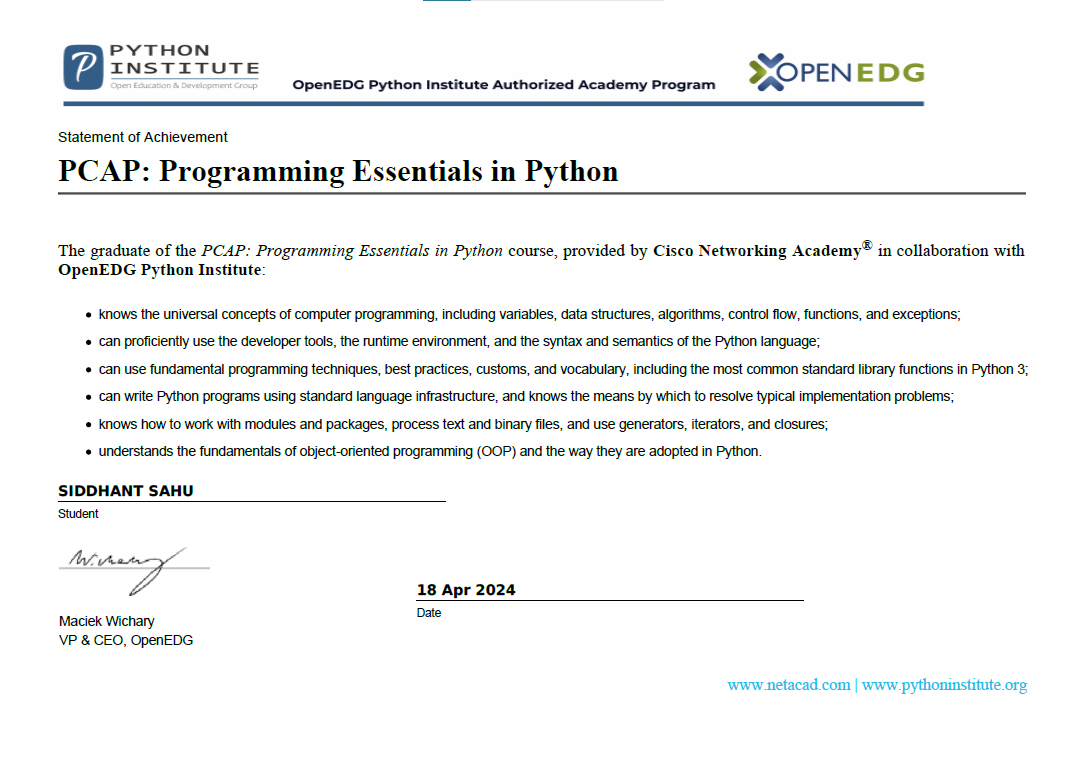 PYTHON
INSTITUTE
Open Education & Development Group
OpenEDG Python Institute Authorized Academy Program
OPENEDG
Statement of Achievement
PCAP: Programming Essentials in Python
The graduate of the PCAP: Programming Essentials in Python course, provided by Cisco Networking Academy® in collaboration with
OpenEDG Python Institute:
• knows the universal concepts of computer programming, including variables, data structures, algorithms, control flow, functions, and exceptions;
• can proficiently use the developer tools, the runtime environment, and the syntax and semantics of the Python language;
• can use fundamental programming techniques, best practices, customs, and vocabulary, including the most common standard library functions in Python 3;
• can write Python programs using standard language infrastructure, and knows the means by which to resolve typical implementation problems;
• knows how to work with modules and packages, process text and binary files, and use generators, iterators, and closures;
• understands the fundamentals of object-oriented programming (OOP) and the way they are adopted in Python.
SIDDHANT SAHU
Student
W.Wichary
18 Apr 2024
Date
Maciek Wichary
VP & CEO, OpenEDG
www.netacad.com | www.pythoninstitute.org